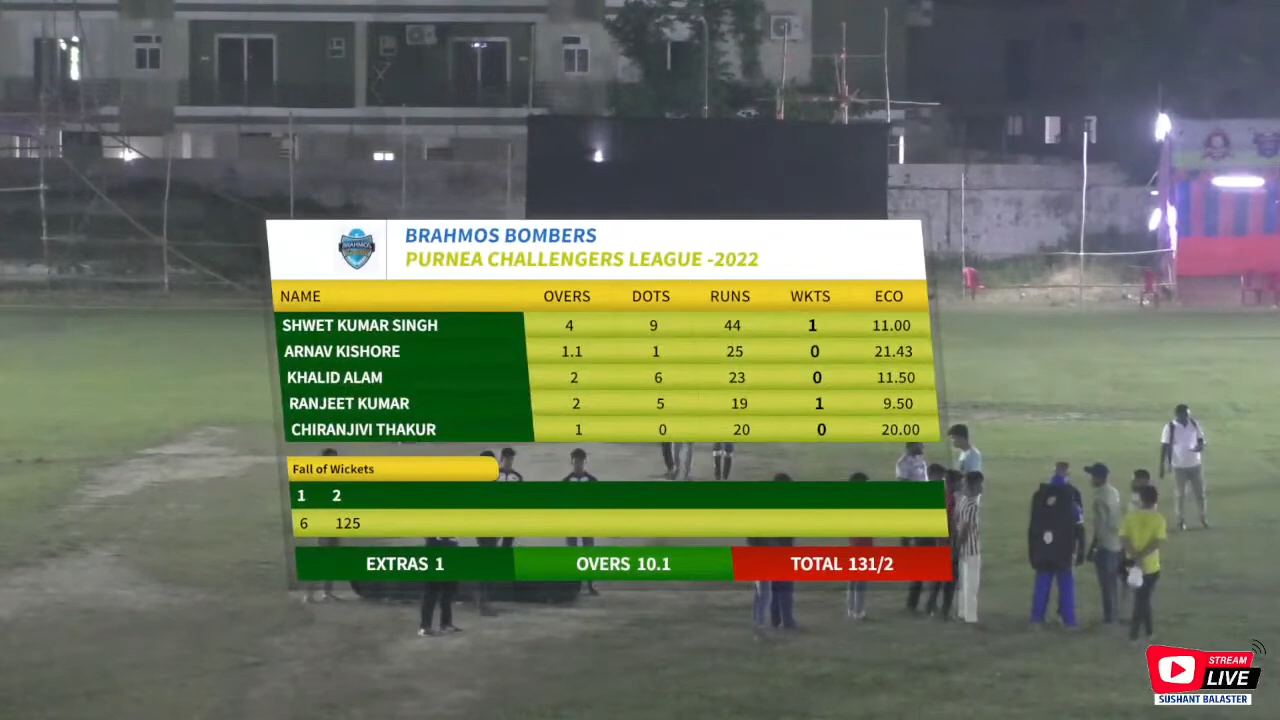 BRAHMOS BOMBERS
PURNEA CHALLENGERS LEAGUE -2022
BRAHMOS
NAME OVERS DOTS RUNS WKTS ECO
SHWET KUMAR SINGH 4 9 44 1 11.00
ARNAV KISHORE 1.1 1 25 0 21.43
KHALID ALAM 2 6 23 0 11.50
RANJEET KUMAR 2 5 19 1 9.50
CHIRANJIVI THAKUR 1 0 20 0 20.00
Fall of Wickets
1 2
6 125
EXTRAS 1 OVERS 10.1 TOTAL 131/2
STREAM
LIVE
SUSHANT BALASTER